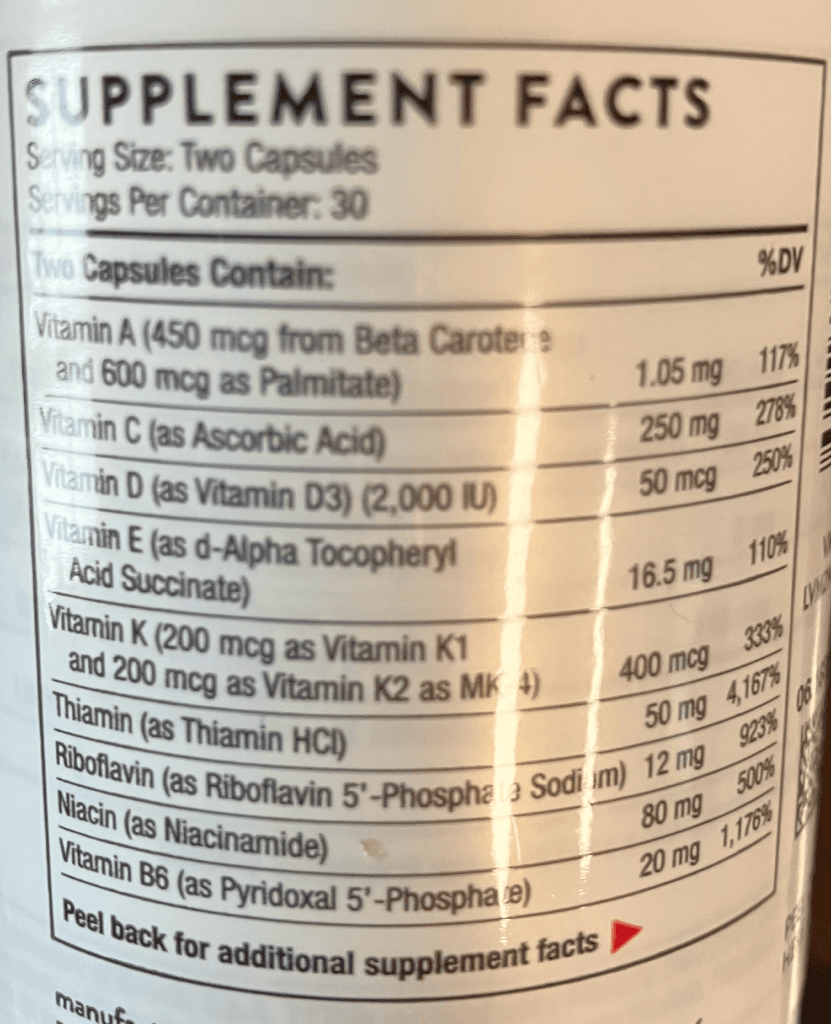 SUPPLEMENT FACTS
Serving Size: Two Capsules
Servings Per Container: 30
Two Capsules Contain: %DV
Vitamin A (450 mcg from Beta Carotene
and 600 mcg as Palmitate) 1.05 mg 117%
Vitamin C (as Ascorbic Acid) 250 mg 278%
Vitamin D (as Vitamin D3) (2,000 IU) 50 mcg 250%
Vitamin E (as d-Alpha Tocopheryl
Acid Succinate) 16.5 mg 110%
Vitamin K (200 mcg as Vitamin K1
and 200 mcg as Vitamin K2 as MK-4) 400 mcg 333%
Thiamin (as Thiamin HCl) 50 mg 4,167%
Riboflavin (as Riboflavin 5'-Phosphate Sodium) 12 mg 923%
Niacin (as Niacinamide) 80 mg 500%
Vitamin B6 (as Pyridoxal 5'-Phosphate) 20 mg 1,176%
Peel back for additional supplement facts